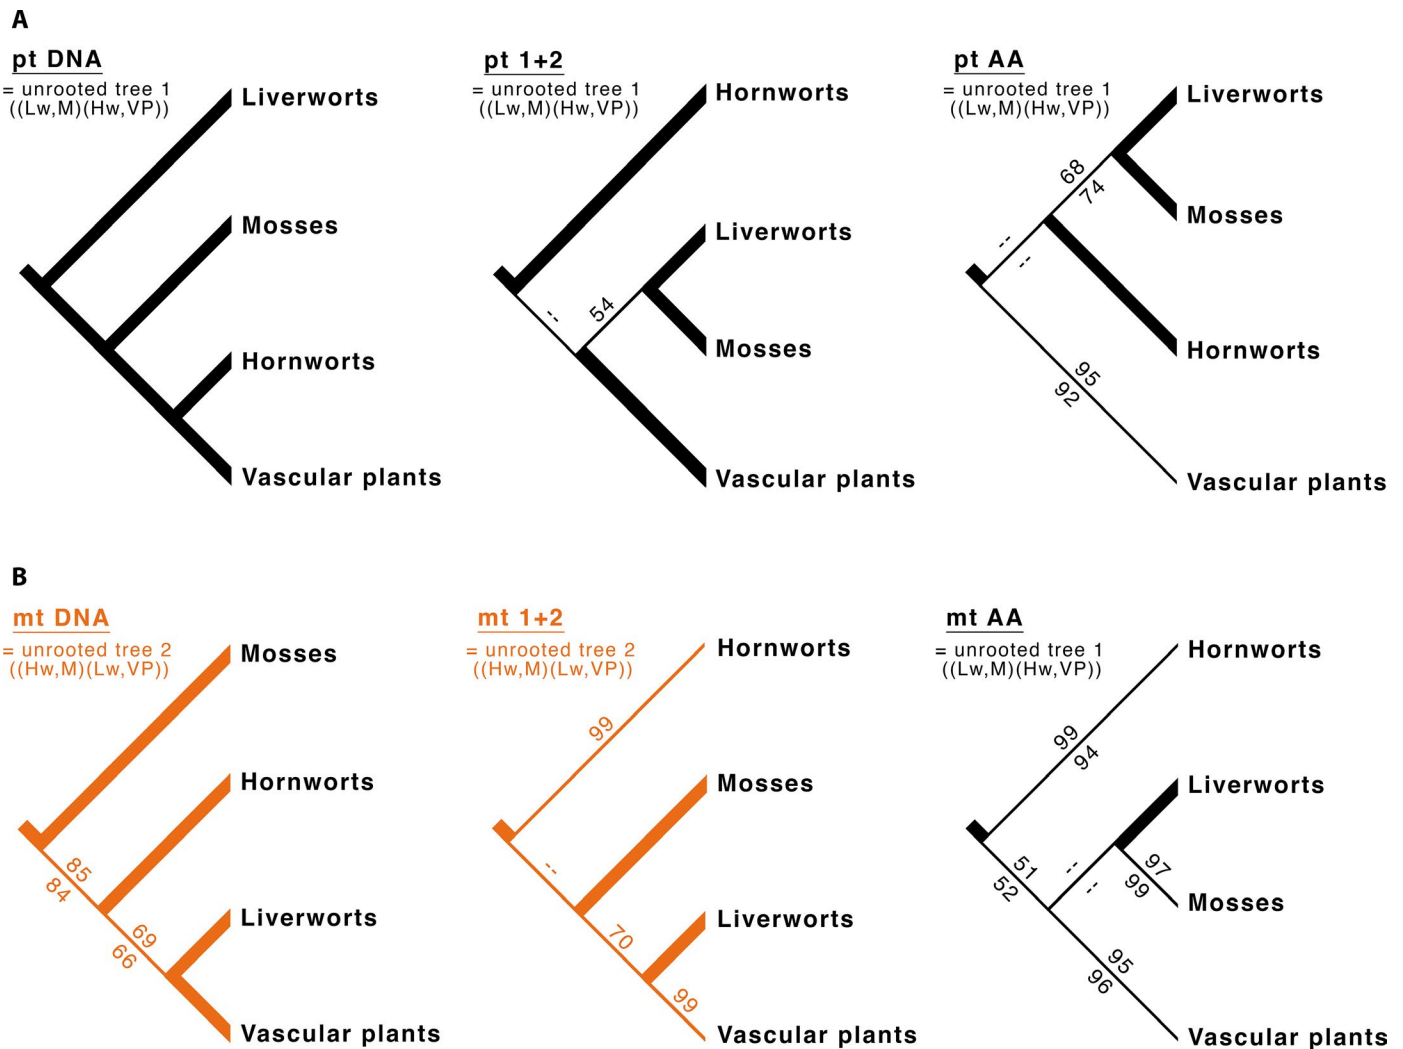 A
pt DNA
= unrooted tree 1
((Lw,M)(Hw,VP))
Liverworts
Mosses
Hornworts
Vascular plants
pt 1+2
= unrooted tree 1
((Lw,M)(Hw,VP))
Hornworts
--
54
Liverworts
Mosses
Vascular plants
pt AA
= unrooted tree 1
((Lw,M)(Hw,VP))
Liverworts
68
74
Mosses
--
--
Hornworts
95
92
Vascular plants
B
mt DNA
= unrooted tree 2
((Hw,M)(Lw,VP))
Mosses
Hornworts
85
84
Liverworts
69
66
Vascular plants
mt 1+2
= unrooted tree 2
((Hw,M)(Lw,VP))
Hornworts
99
Mosses
--
Liverworts
70
99
Vascular plants
mt AA
= unrooted tree 1
((Lw,M)(Hw,VP))
Hornworts
99
94
Liverworts
51
52
--
--
97
99
Mosses
95
96
Vascular plants